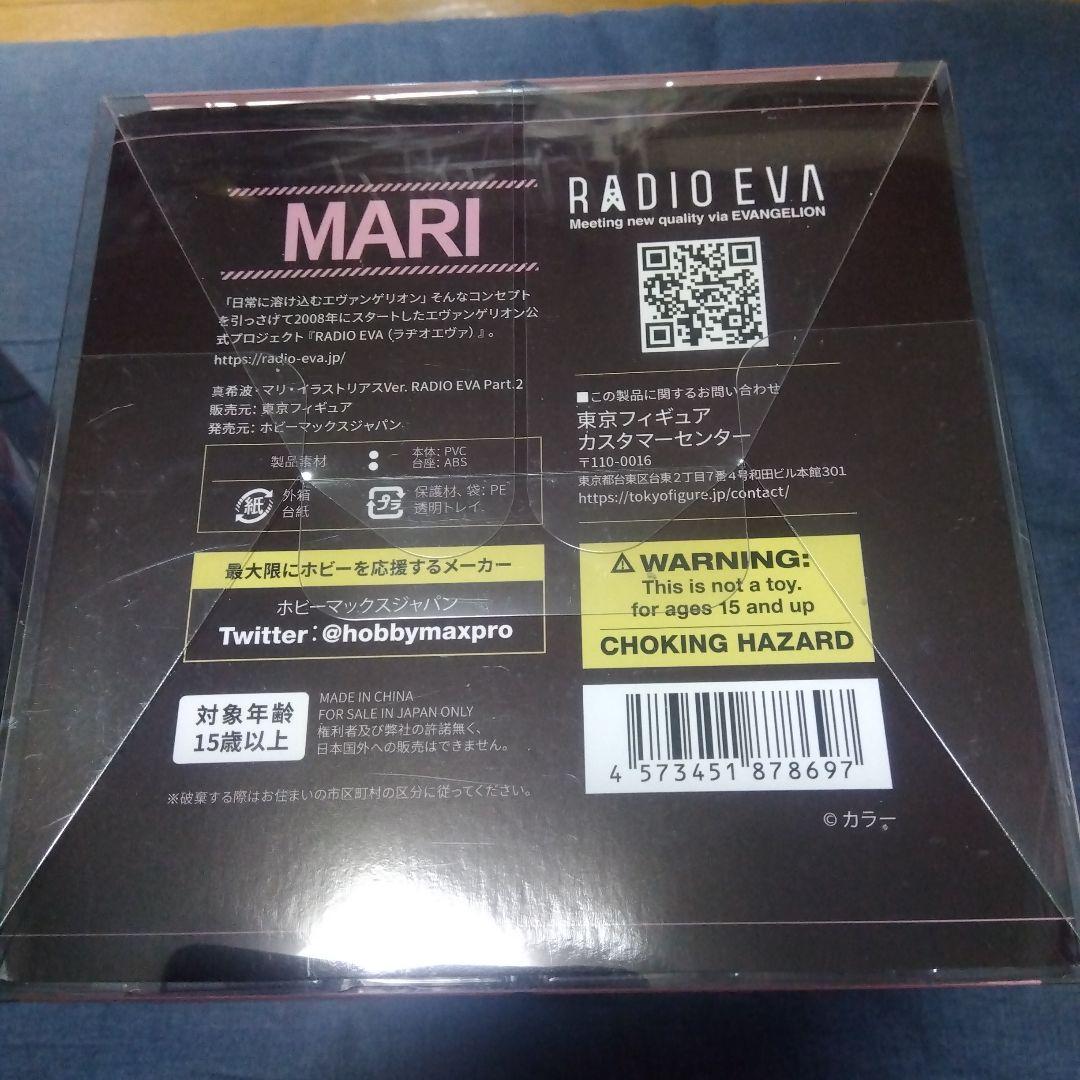 MARI
「日常に溶け込むエヴァンゲリオン」そんなコンセプト
を引っさげて2008年にスタートしたエヴァンゲリオン公
式プロジェクト『RADIO EVA（ラヂオエヴァ）』。
https://radio-eva.jp/
真希波・マリ・イラストリアスVer. RADIO EVA Part.2
販売元：東京フィギュア
発売元：ホビーマックスジャパン
製品素材
本体：PVC
台座：ABS
紙
外箱
台紙
プラ
保護材、袋：PE
透明トレイ.
最大限にホビーを応援するメーカー
ホビーマックスジャパン
Twitter：@hobbymaxpro
対象年齢
15歳以上
MADE IN CHINA
FOR SALE IN JAPAN ONLY
権利者及び弊社の許諾無く、
日本国外への販売はできません。
※破棄する際はお住まいの市区町村の区分に従ってください。
RADIO EVA
Meeting new quality via EVANGELION
■この製品に関するお問い合わせ
東京フィギュア
カスタマーセンター
〒110-0016
東京都台東区台東2丁目7番4号和田ビル本館301
https://tokyofigure.jp/contact/
⚠WARNING:
This is not a toy.
for ages 15 and up
CHOKING HAZARD
4 573451 878697
© カラー